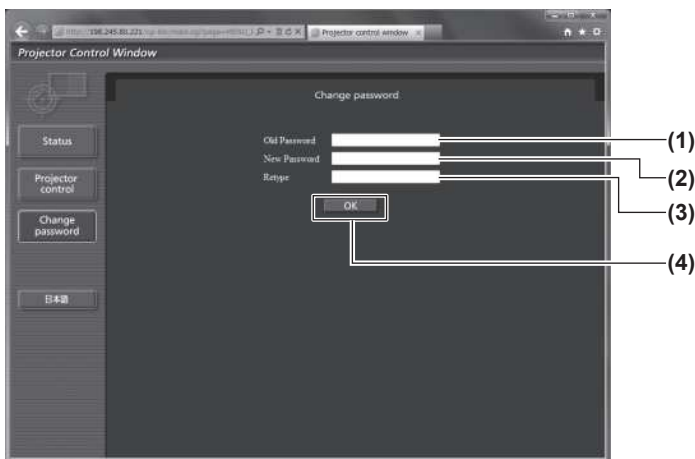 Projector control window
Projector Control Window
Change password
Old Password
New Password
Retype
OK
Status
Projector
control
Change
password
日本語
(1)
(2)
(3)
(4)